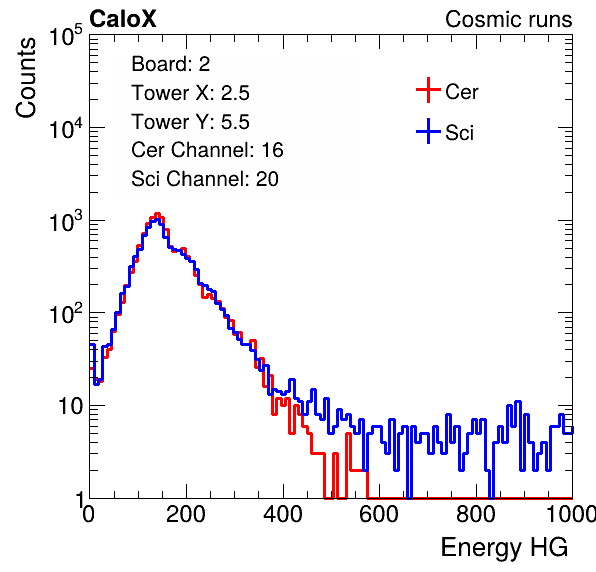 CaloX Cosmic runs
Counts
10^5
10^4
10^3
10^2
10
1
Board: 2
Tower X: 2.5
Tower Y: 5.5
Cer Channel: 16
Sci Channel: 20
Cer
Sci
0 200 400 600 800 1000
Energy HG